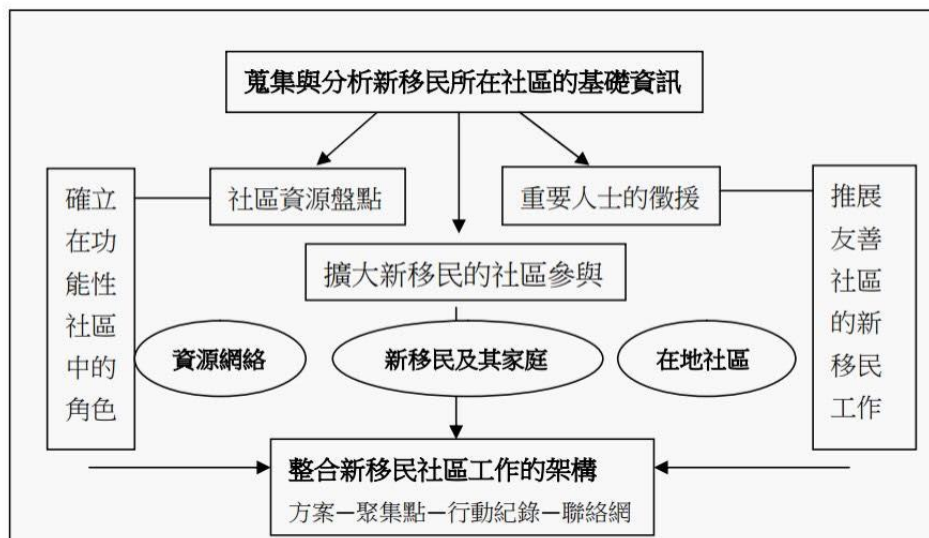 蒐集與分析新移民所在社區的基礎資訊
社區資源盤點
重要人士的徵援
確立
在功
能性
社區
中的
角色
擴大新移民的社區參與
推展
友善
社區
的新
移民
工作
資源網絡
新移民及其家庭
在地社區
整合新移民社區工作的架構
方案－聚集點－行動紀錄－聯絡網